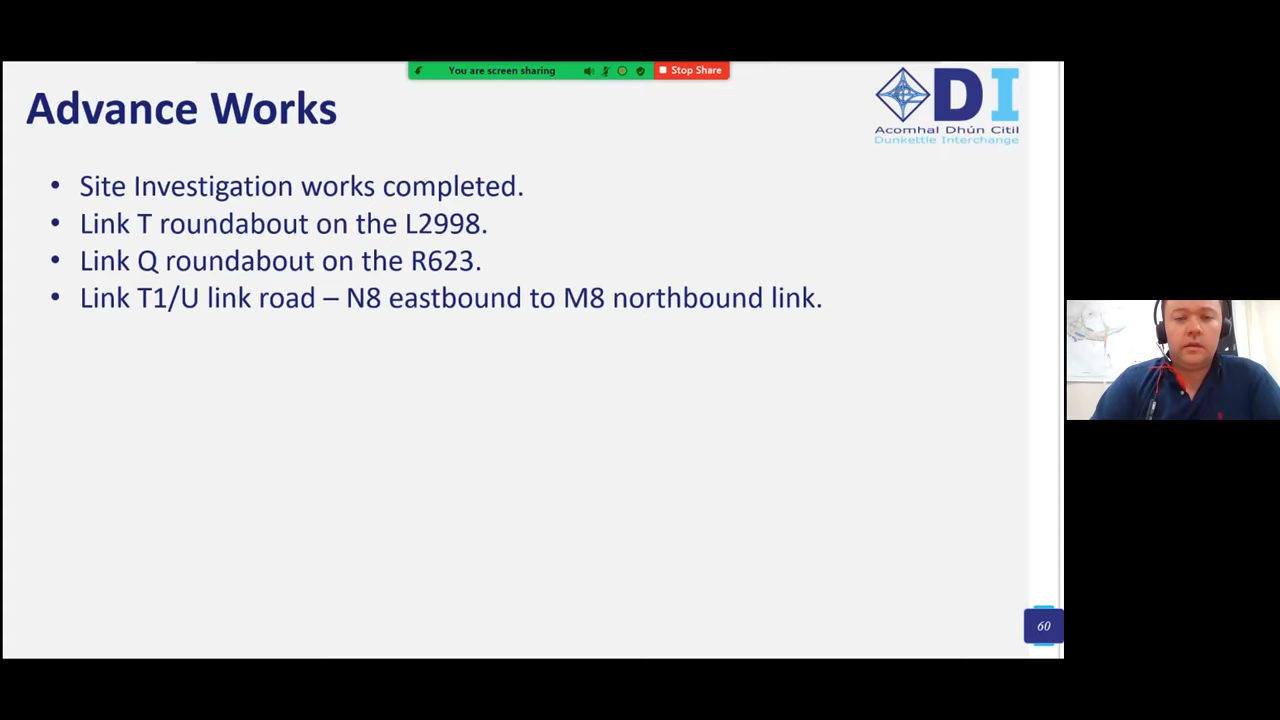 You are screen sharing
Stop Share
Advance Works
DI
Acomhal Dhún Citil
Dunkettle Interchange
• Site Investigation works completed.
• Link T roundabout on the L2998.
• Link Q roundabout on the R623.
• Link T1/U link road – N8 eastbound to M8 northbound link.
60